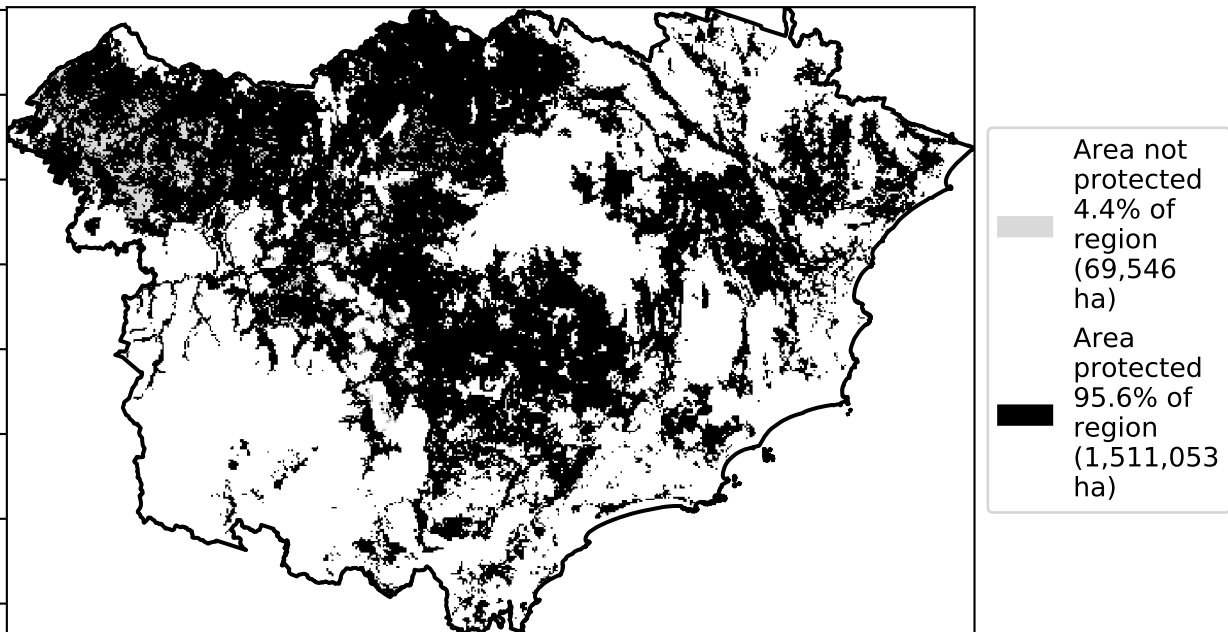 Area not
protected
4.4% of
region
(69,546
ha)
Area
protected
95.6% of
region
(1,511,053
ha)